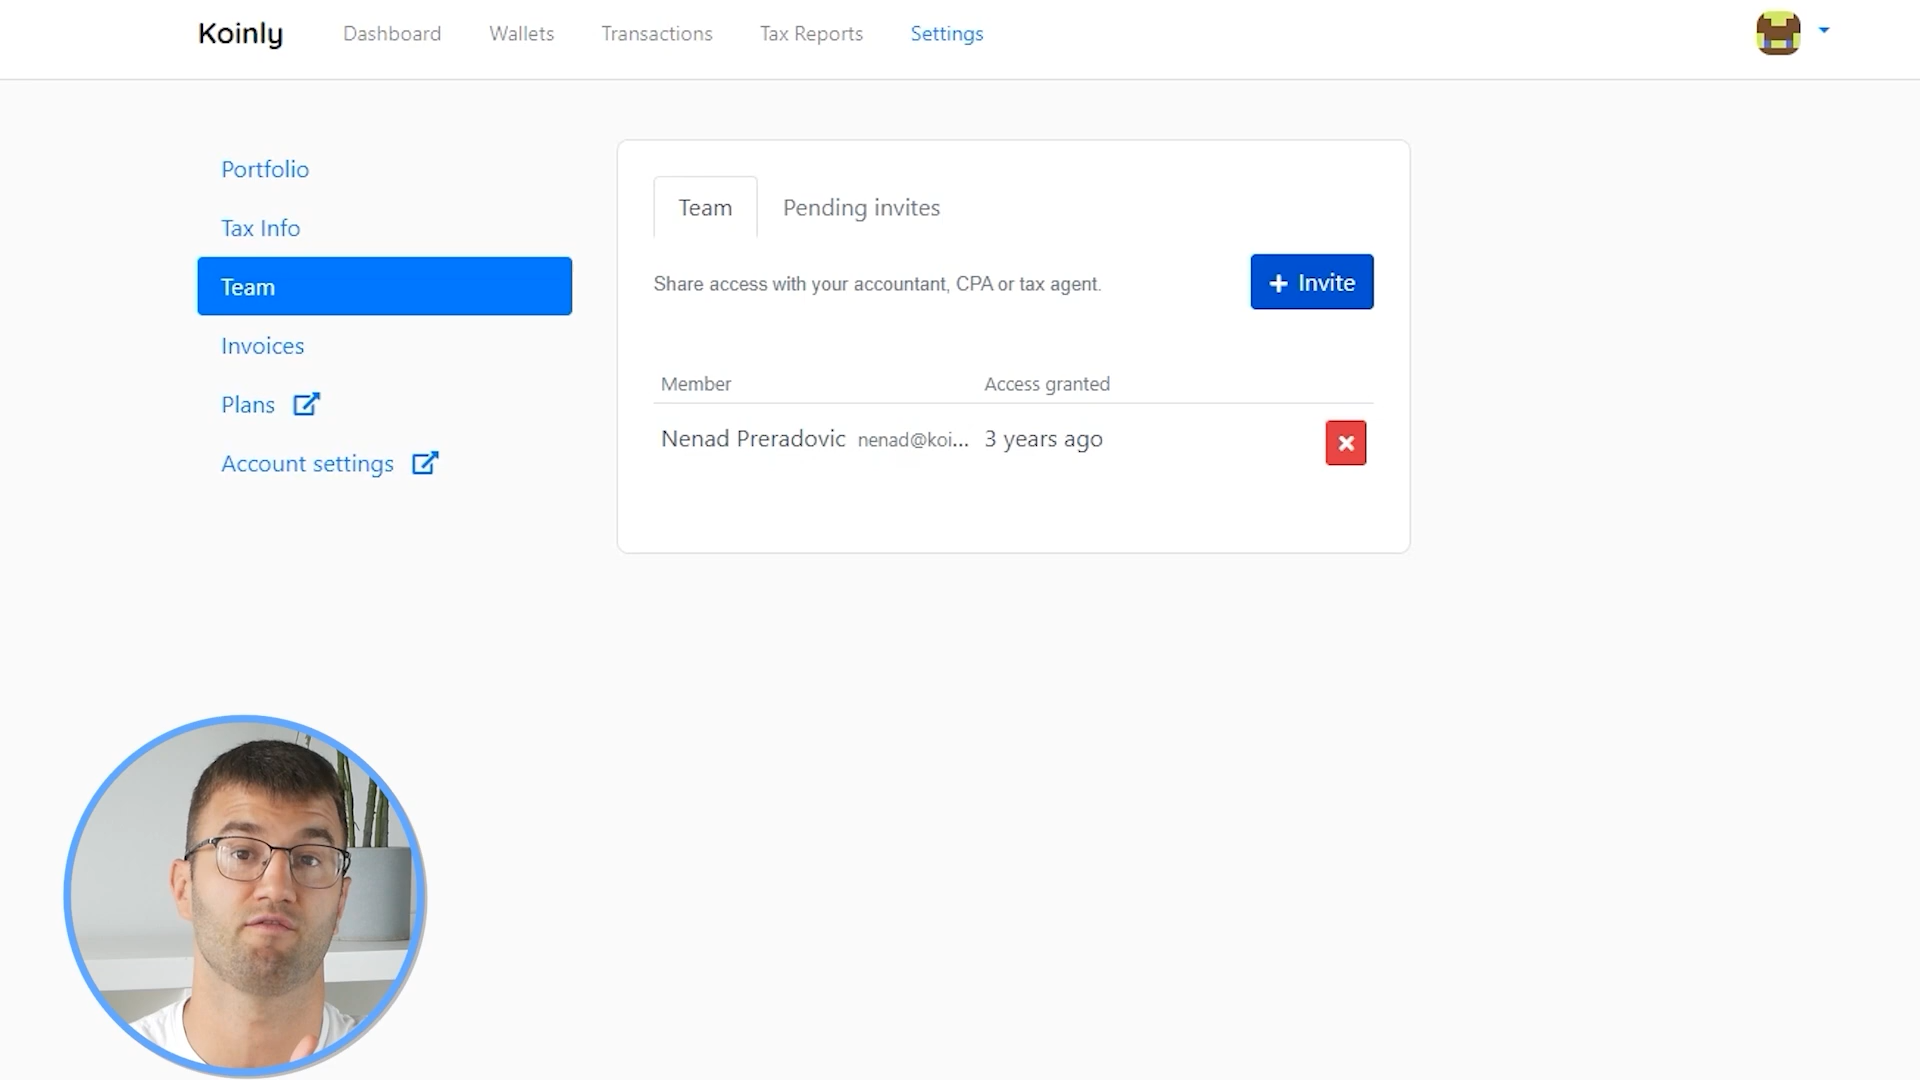 Koinly Dashboard Wallets Transactions Tax Reports Settings
Portfolio
Tax Info
Team
Invoices
Plans
Account settings
Team Pending invites
Share access with your accountant, CPA or tax agent.
+ Invite
Member Access granted
Nenad Preradovic nenad@koi... 3 years ago